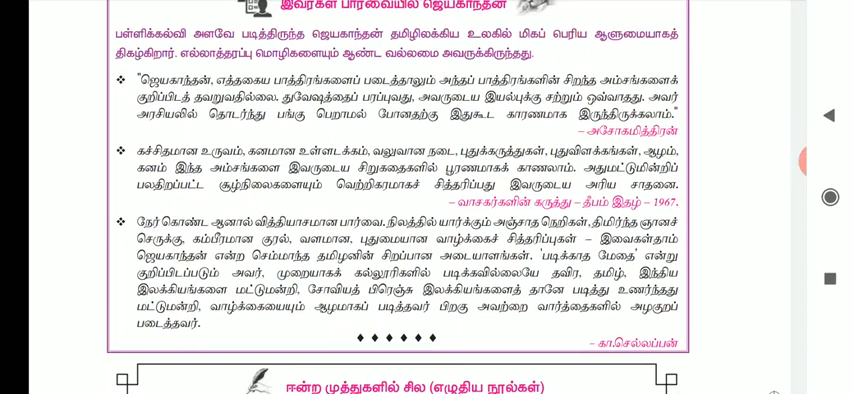 இவர்கள் பார்வையில் ஜெயகாந்தன்
பள்ளிக்கல்வி அளவே படித்திருந்த ஜெயகாந்தன் தமிழிலக்கிய உலகில் மிகப் பெரிய ஆளுமையாகத்
திகழ்கிறார். எல்லாத்தரப்பு மொழிகளையும் ஆண்ட வல்லமை அவருக்கிருந்தது.
❖ "ஜெயகாந்தன், எத்தகைய பாத்திரங்களைப் படைத்தாலும் அந்தப் பாத்திரங்களின் சிறந்த அம்சங்களைக்
குறிப்பிடத் தவறுவதில்லை. துவேஷத்தைப் பரப்புவது, அவருடைய இயல்புக்கு சற்றும் ஒவ்வாதது. அவர்
அரசியலில் தொடர்ந்து பங்கு பெறாமல் போனதற்கு இதுகூட காரணமாக இருந்திருக்கலாம்."
– அசோகமித்திரன்
❖ கச்சிதமான உருவம், கனமான உள்ளடக்கம், வலுவான நடை, புதுக்கருத்துகள், புதுவிளக்கங்கள், ஆழம்,
கனம் இந்த அம்சங்களை இவருடைய சிறுகதைகளில் பூரணமாகக் காணலாம். அதுமட்டுமின்றிப்
பலதிறப்பட்ட சூழ்நிலைகளையும் வெற்றிகரமாகச் சித்தரிப்பது இவருடைய அரிய சாதனை.
– வாசகர்களின் கருத்து – தீபம் இதழ் – 1967.
❖ நேர் கொண்ட ஆனால் வித்தியாசமான பார்வை. நிலத்தில் யார்க்கும் அஞ்சாத நெறிகள், திமிர்ந்த ஞானச்
செருக்கு, கம்பீரமான குரல், வளமான, புதுமையான வாழ்க்கைச் சித்தரிப்புகள் – இவைகள்தாம்
ஜெயகாந்தன் என்ற செம்மாந்த தமிழனின் சிறப்பான அடையாளங்கள். 'படிக்காத மேதை' என்று
குறிப்பிடப்படும் அவர், முறையாகக் கல்லூரிகளில் படிக்கவில்லையே தவிர, தமிழ், இந்திய
இலக்கியங்களை மட்டுமன்றி, சோவியத் பிரெஞ்சு இலக்கியங்களைத் தானே படித்து உணர்ந்தது
மட்டுமன்றி, வாழ்க்கையையும் ஆழமாகப் படித்தவர் பிறகு அவற்றை வார்த்தைகளில் அழகுறப்
படைத்தவர்.
– கா.செல்லப்பன்
ஈன்ற முத்துகளில் சில (எழுதிய நூல்கள்)